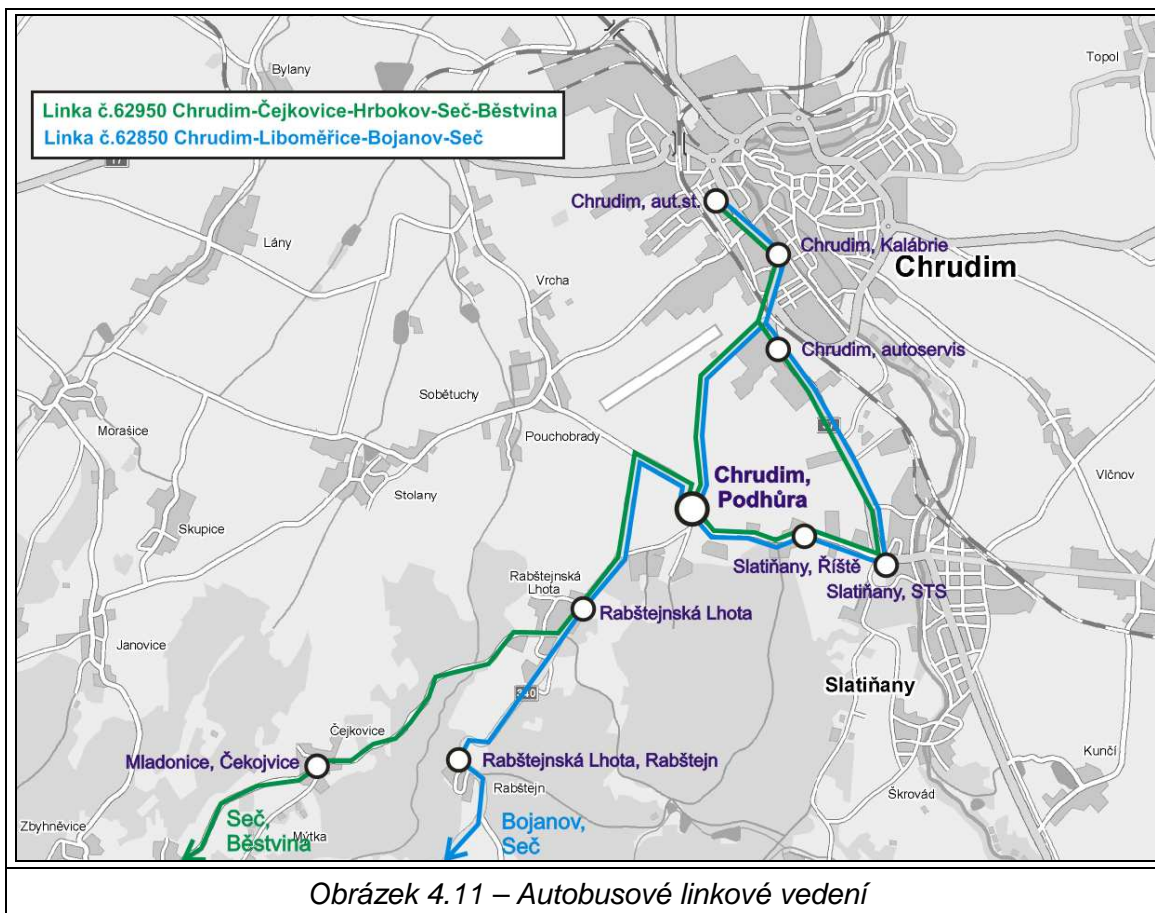 Topol
Bylany
Linka č.62950 Chrudim-Čejkovice-Hrbokov-Seč-Běstvina
Linka č.62850 Chrudim-Liboměřice-Bojanov-Seč
17
Chrudim, aut.st.
Lány
Chrudim, Kalábrie
Chrudim
Vrcha
Chrudim, autoservis
Sobětuchy
Morašice
Pouchobrady
Vlčnov
Stolany
Chrudim,
Podhůra
Skupice
Slatiňany, Říště
Slatiňany, STS
Rabštejnská
Lhota
Rabštejnská Lhota
Janovice
Slatiňany
340
Čejkovice
Mladonice, Čekojvice
Rabštejnská Lhota, Rabštejn
Kunčí
Rabštejn
Škrovád
Seč,
Běstvina
Bojanov,
Seč
Zbyhněvice
Mýtka
Obrázek 4.11 – Autobusové linkové vedení